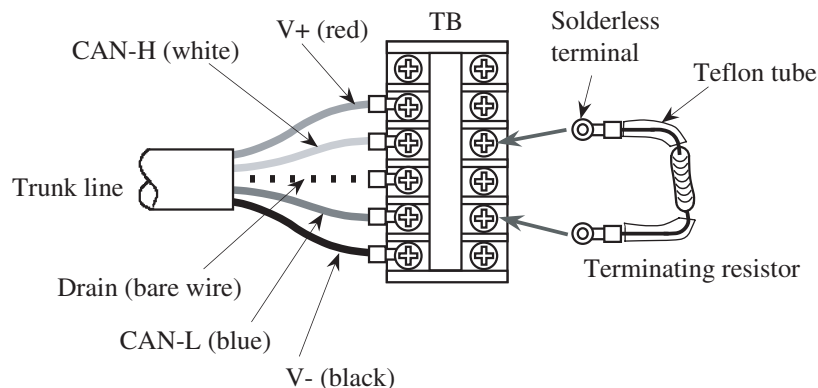 TB
V+ (red)
CAN-H (white)
Solderless
terminal
Teflon tube
Trunk line
Drain (bare wire)
CAN-L (blue)
V- (black)
Terminating resistor